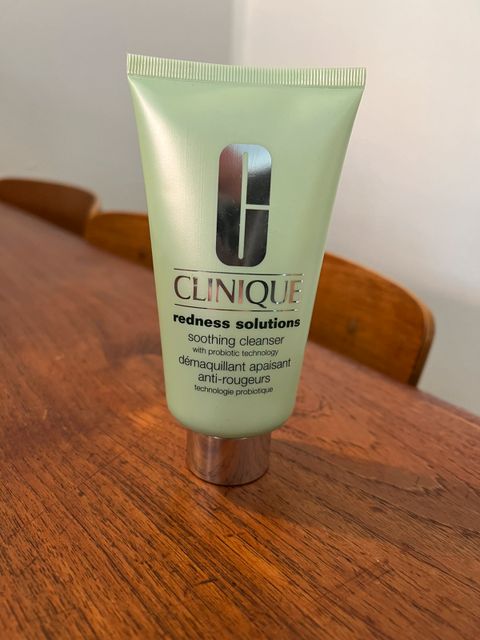 C
CLINIQUE
redness solutions
soothing cleanser
with probiotic technology
démaquillant apaisant
anti-rougeurs
technologie probiotique